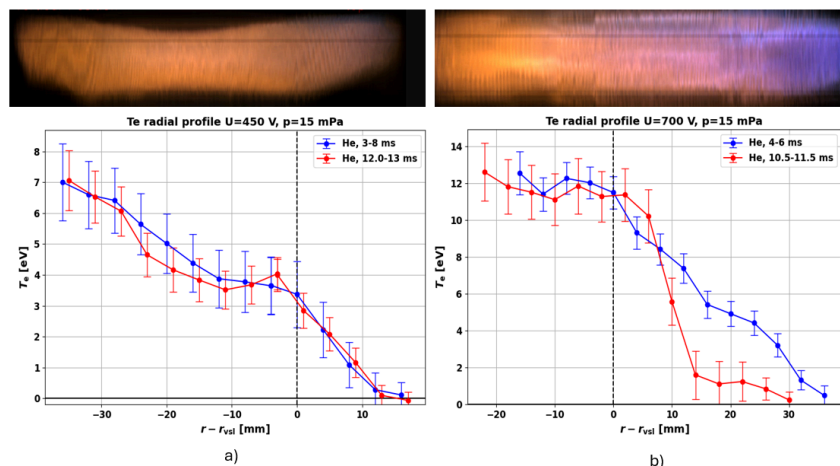 Te radial profile U=450 V, p=15 mPa
He, 3-8 ms
He, 12.0-13 ms
8
7
6
5
4
3
2
1
0
Te [eV]
−30
−20
−10
0
10
r − rvsl [mm]
a)
Te radial profile U=700 V, p=15 mPa
He, 4-6 ms
He, 10.5-11.5 ms
14
12
10
8
6
4
2
0
Te [eV]
−20
−10
0
10
20
30
r − rvsl [mm]
b)